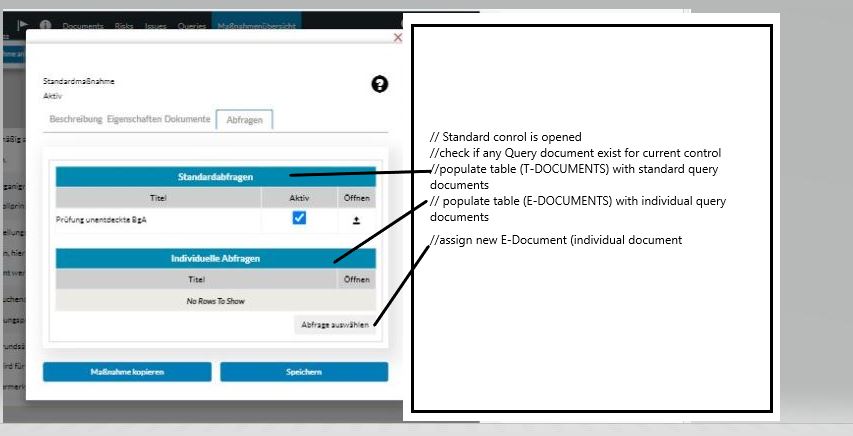 Documents Risks Issues Queries Maßnahmenübersicht
Standardmaßnahme
Aktiv
Beschreibung Eigenschaften Dokumente Abfragen
Standardabfragen
Titel Aktiv Öffnen
Prüfung unentdeckte BgA
Individuelle Abfragen
Titel Öffnen
No Rows To Show
Abfrage auswählen
Maßnahme kopieren Speichern
// Standard conrol is opened
//check if any Query document exist for current control
//populate table (T-DOCUMENTS) with standard query
documents
// populate table (E-DOCUMENTS) with individual query
documents
//assign new E-Document (individual document